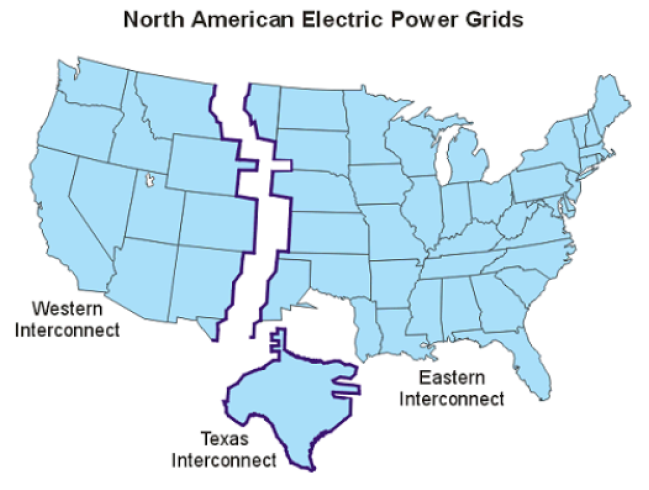 North American Electric Power Grids
Western
Interconnect
Eastern
Interconnect
Texas
Interconnect